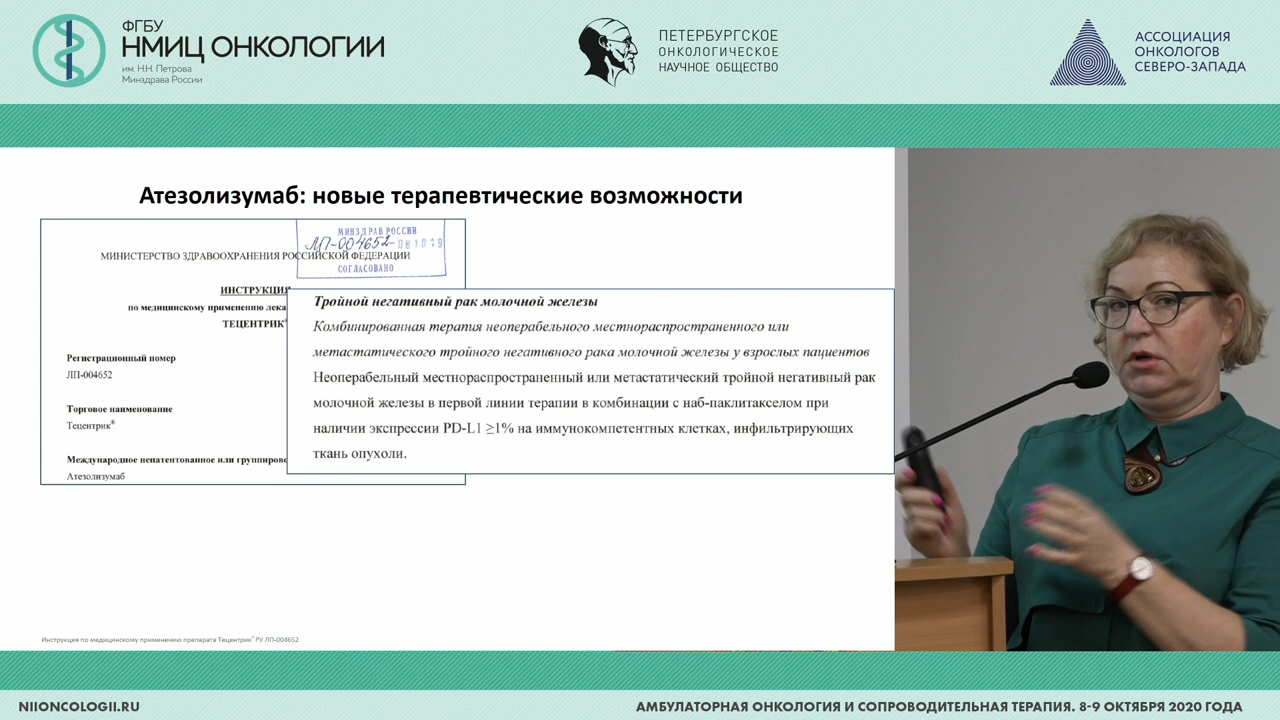 ФГБУ
НМИЦ ОНКОЛОГИИ
им. Н.Н. Петрова
Минздрава России
ПЕТЕРБУРГСКОЕ
ОНКОЛОГИЧЕСКОЕ
НАУЧНОЕ ОБЩЕСТВО
АССОЦИАЦИЯ
ОНКОЛОГОВ
СЕВЕРО-ЗАПАДА
Атезолизумаб: новые терапевтические возможности
МИНЗДРАВ РОССИИ
ЛП-004652-081019
МИНИСТЕРСТВО ЗДРАВООХРАНЕНИЯ РОССИЙСКОЙ ФЕДЕРАЦИИ
СОГЛАСОВАНО
ИНСТРУКЦИЯ
по медицинскому применению лека
ТЕЦЕНТРИК®
Регистрационный номер
ЛП-004652
Торговое наименование
Тецентрик®
Международное непатентованное или группирово
Атезолизумаб
Тройной негативный рак молочной железы
Комбинированная терапия неоперабельного местнораспространенного или
метастатического тройного негативного рака молочной железы у взрослых пациентов
Неоперабельный местнораспространенный или метастатический тройной негативный рак
молочной железы в первой линии терапии в комбинации с наб-паклитакселом при
наличии экспрессии PD-L1 ≥1% на иммунокомпетентных клетках, инфильтрирующих
ткань опухоли.
Инструкция по медицинскому применению препарата Тецентрик® РУ ЛП-004652
NIIONCOLOGII.RU
АМБУЛАТОРНАЯ ОНКОЛОГИЯ И СОПРОВОДИТЕЛЬНАЯ ТЕРАПИЯ. 8-9 ОКТЯБРЯ 2020 ГОДА